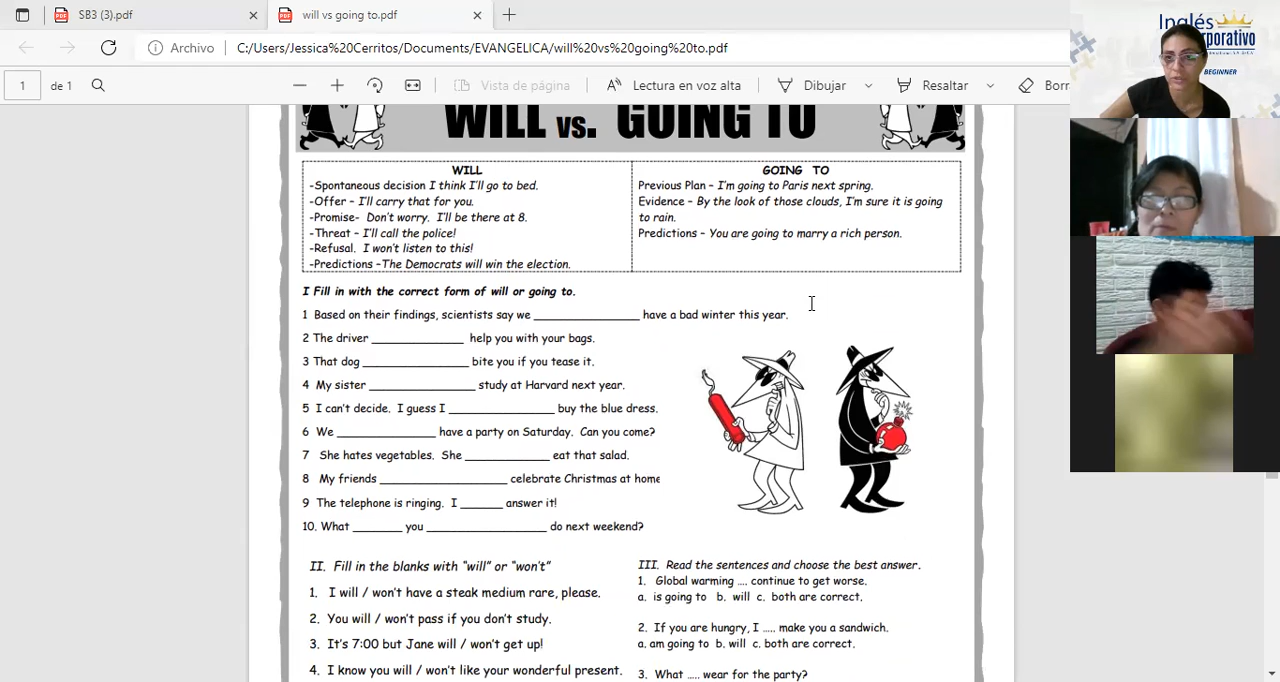 SB3 (3).pdf
will vs going to.pdf
Archivo
C:/Users/Jessica%20Cerritos/Documents/EVANGELICA/will%20vs%20going%20to.pdf
1
de 1
Vista de página
Lectura en voz alta
Dibujar
Resaltar
Borr
Inglés
rporativo
BEGINNER
WILL vs. GOING TO
WILL
-Spontaneous decision I think I'll go to bed.
-Offer – I'll carry that for you.
-Promise- Don't worry. I'll be there at 8.
-Threat – I'll call the police!
-Refusal. I won't listen to this!
-Predictions –The Democrats will win the election.
GOING TO
Previous Plan – I'm going to Paris next spring.
Evidence – By the look of those clouds, I'm sure it is going
to rain.
Predictions – You are going to marry a rich person.
I Fill in with the correct form of will or going to.
1 Based on their findings, scientists say we ________________ have a bad winter this year.
2 The driver ______________ help you with your bags.
3 That dog ________________ bite you if you tease it.
4 My sister ________________ study at Harvard next year.
5 I can't decide. I guess I ________________ buy the blue dress.
6 We _______________ have a party on Saturday. Can you come?
7 She hates vegetables. She _____________ eat that salad.
8 My friends ___________________ celebrate Christmas at home
9 The telephone is ringing. I ______ answer it!
10. What _______ you __________________ do next weekend?
II. Fill in the blanks with "will" or "won't"
1. I will / won't have a steak medium rare, please.
2. You will / won't pass if you don't study.
3. It's 7:00 but Jane will / won't get up!
4. I know you will / won't like your wonderful present.
III. Read the sentences and choose the best answer.
1. Global warming .... continue to get worse.
a. is going to b. will c. both are correct.
2. If you are hungry, I ..... make you a sandwich.
a. am going to b. will c. both are correct.
3. What ..... wear for the party?